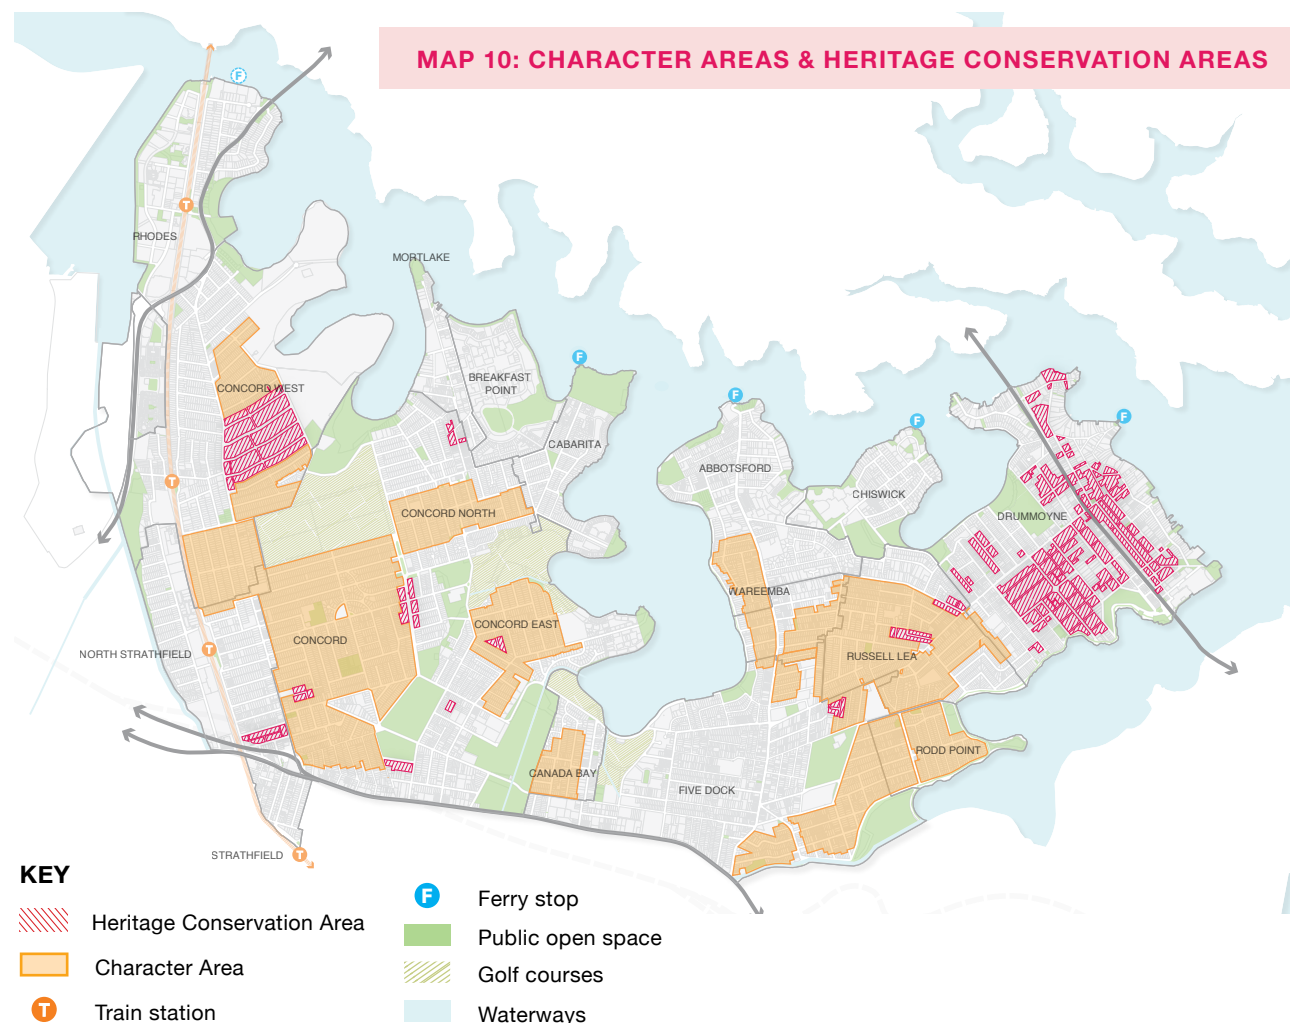 MAP 10: CHARACTER AREAS & HERITAGE CONSERVATION AREAS
F
T
RHODES
MORTLAKE
F
BREAKFAST
POINT
CONCORD WEST
F
F
F
CABARITA
ABBOTSFORD
CHISWICK
T
CONCORD NORTH
DRUMMOYNE
WAREEMBA
CONCORD EAST
CONCORD
NORTH STRATHFIELD
T
RUSSELL LEA
RODD POINT
CANADA BAY
FIVE DOCK
STRATHFIELD
T
KEY
Heritage Conservation Area
Character Area
T
Train station
F
Ferry stop
Public open space
Golf courses
Waterways